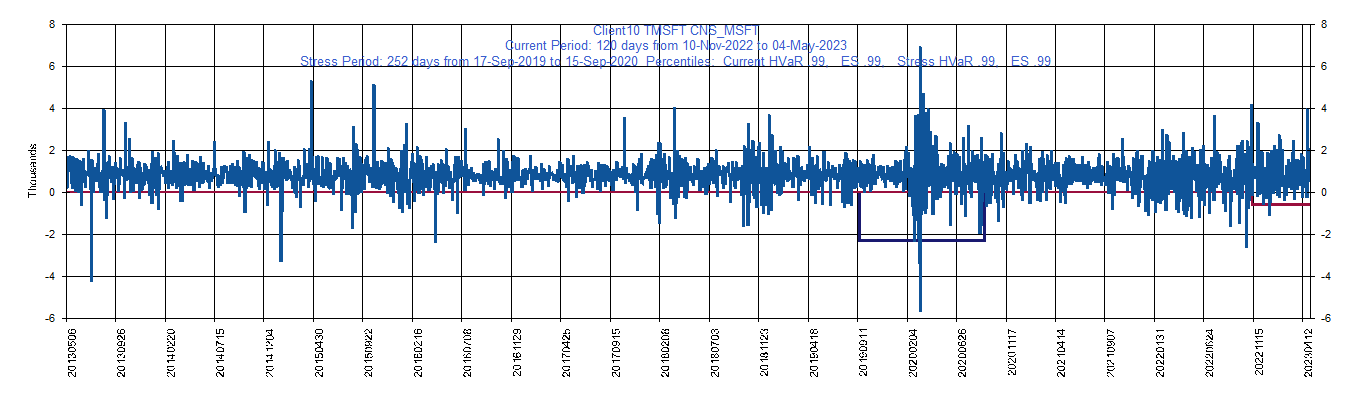 Client10 TMSFT CNS_MSFT
Current Period: 120 days from 10-Nov-2022 to 04-May-2023
Stress Period: 252 days from 17-Sep-2019 to 15-Sep-2020 Percentiles: Current HVaR .99, ES .99, Stress HVaR .99, ES .99
8 8
6 6
4 4
2 2
0 0
-2 -2
-4 -4
-6 -6
Thousands
20130506 20130926 20140220 20140715 20141204 20150430 20150922 20160216 20160708 20161129 20170425 20170915 20180208 20180703 20181123 20190418 20190911 20200204 20200626 20201117 20210414 20210907 20220131 20220624 20221115 20230412